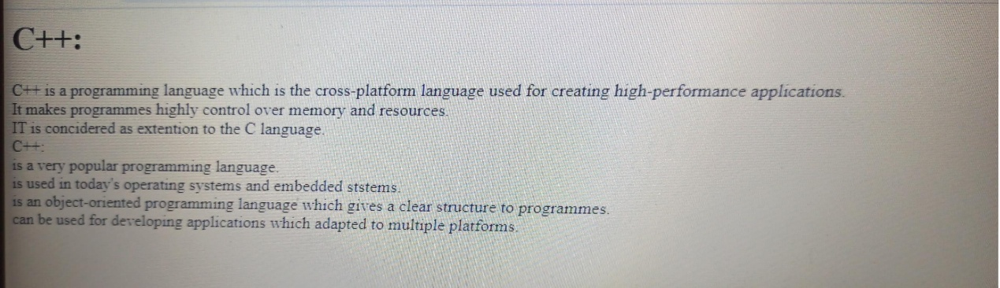 C++:
C++ is a programming language which is the cross-platform language used for creating high-performance applications.
It makes programmes highly control over memory and resources.
IT is concidered as extention to the C language.
C++:
is a very popular programming language.
is used in today's operating systems and embedded ststems.
is an object-oriented programming language which gives a clear structure to programmes.
can be used for developing applications which adapted to multiple platforms.